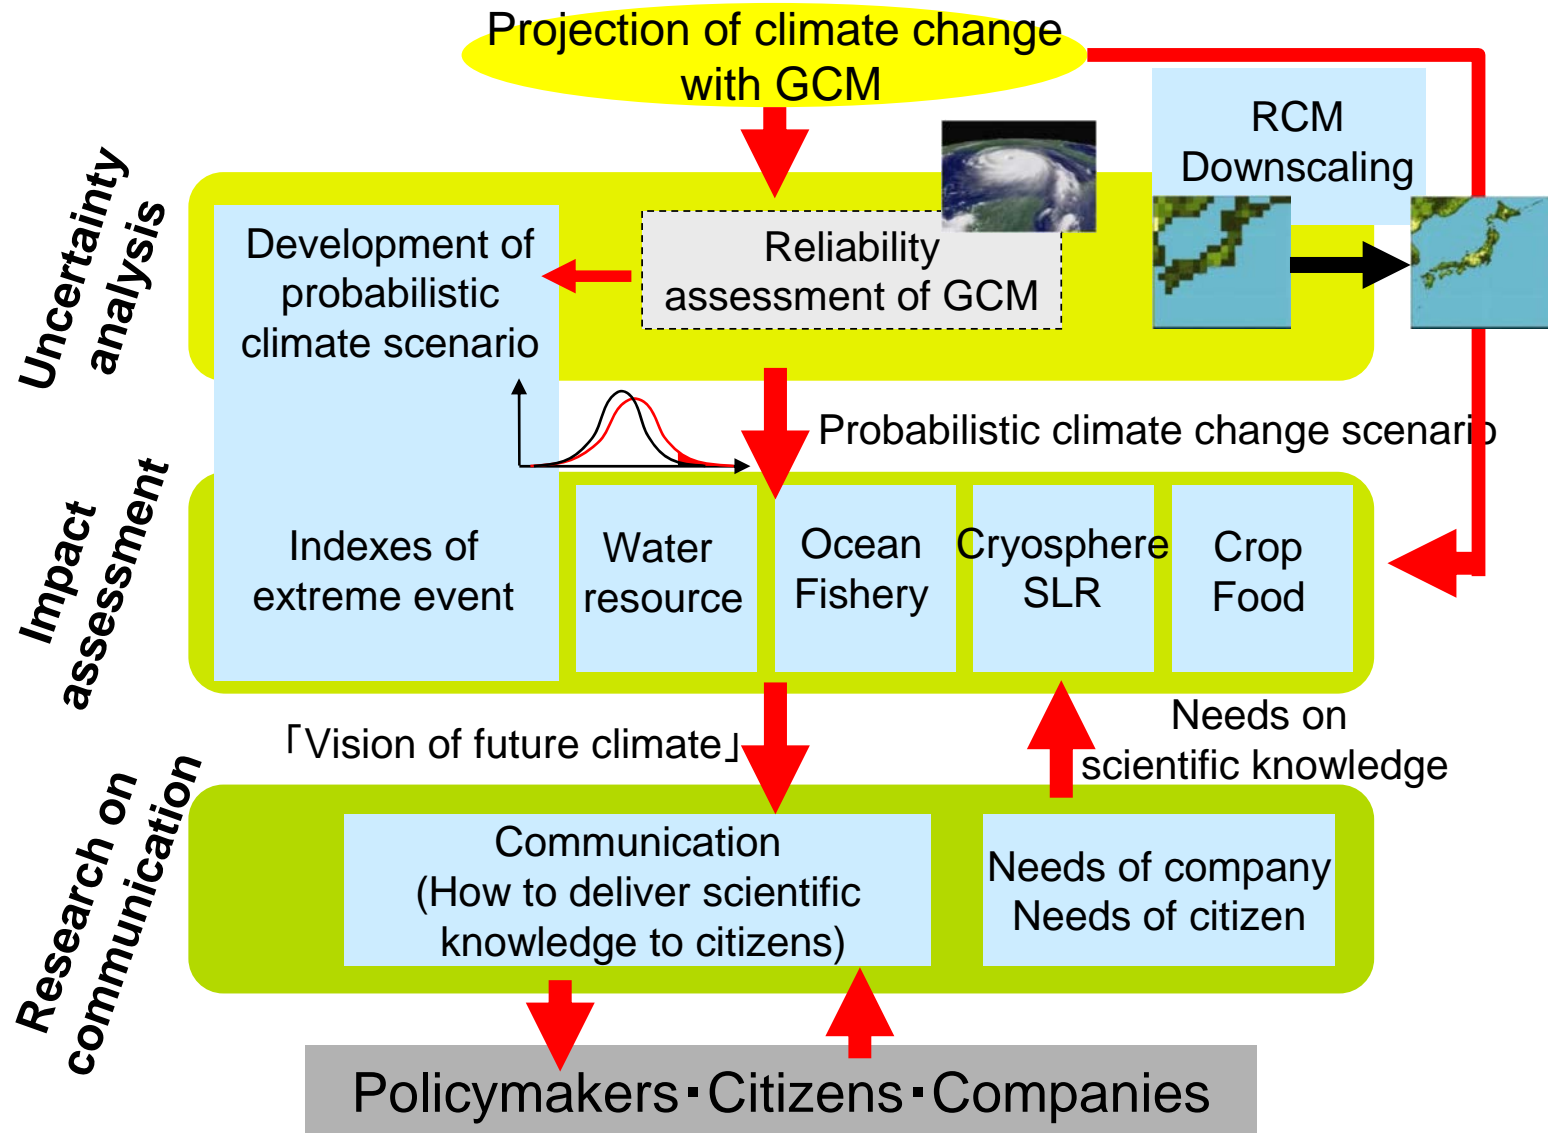 Projection of climate change
with GCM
RCM
Downscaling
Uncertainty
analysis
Development of
probabilistic
climate scenario
Reliability
assessment of GCM
Probabilistic climate change scenario
Impact
assessment
Indexes of
extreme event
Water
resource
Ocean
Fishery
Cryosphere
SLR
Crop
Food
「Vision of future climate」
Needs on
scientific knowledge
Research on
communication
Communication
(How to deliver scientific
knowledge to citizens)
Needs of company
Needs of citizen
Policymakers・Citizens・Companies